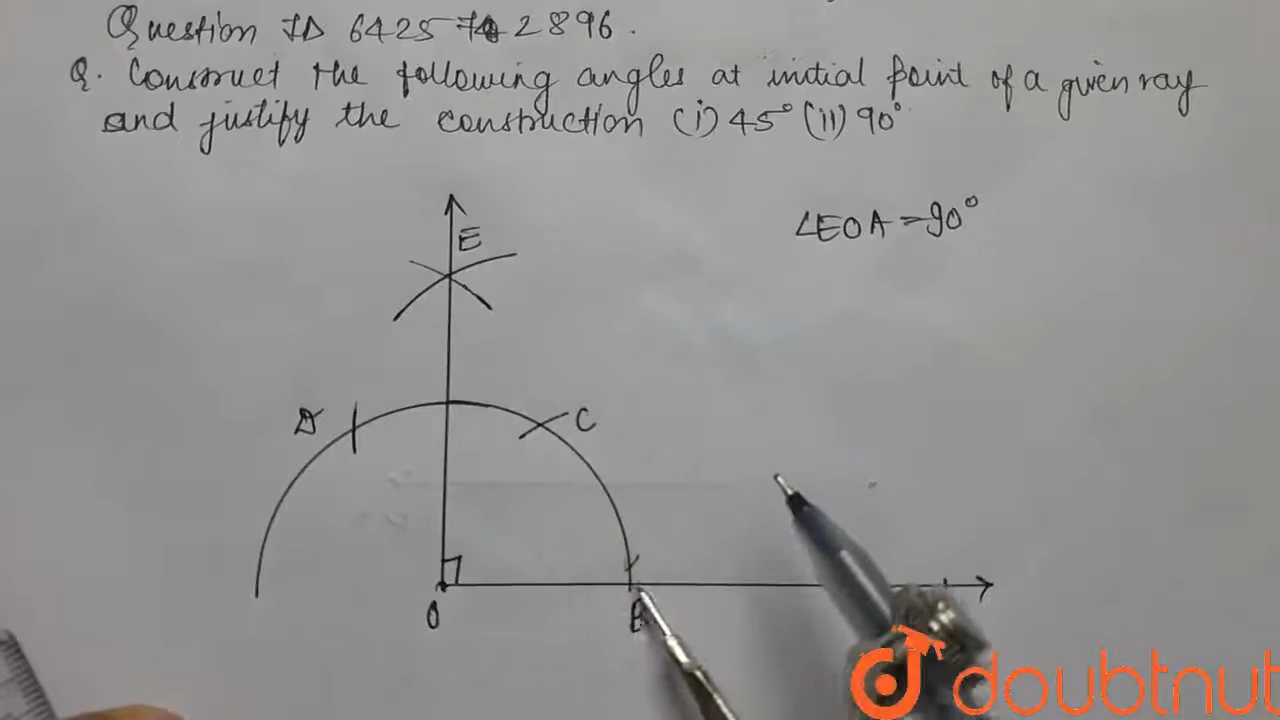 Question ID 6425 2896.
Q. Construct the following angles at initial point of a given ray
and justify the construction (i) 45° (ii) 90°
∠EOA = 90°
E
D
C
O
B
doubtnut